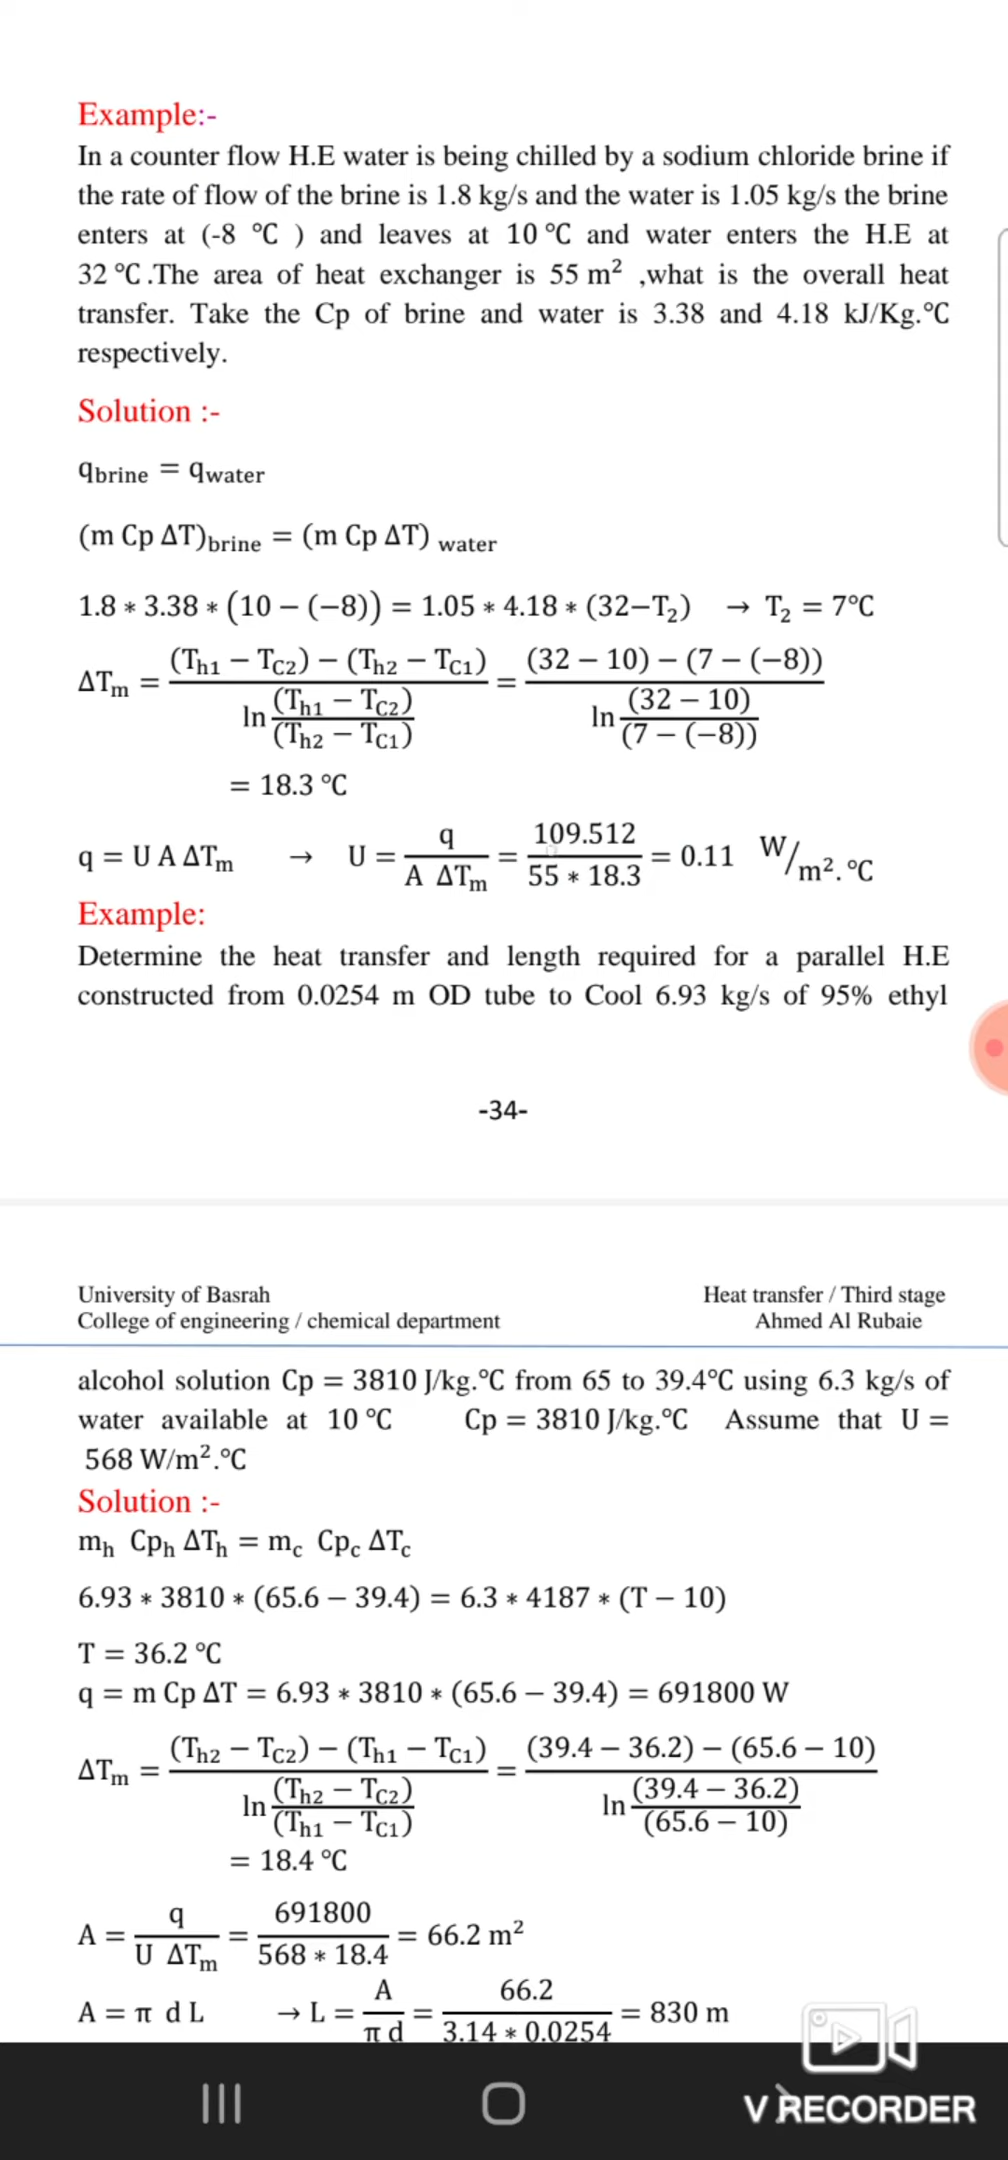 Example:-
In a counter flow H.E water is being chilled by a sodium chloride brine if
the rate of flow of the brine is 1.8 kg/s and the water is 1.05 kg/s the brine
enters at (-8 °C ) and leaves at 10 °C and water enters the H.E at
32 °C .The area of heat exchanger is 55 m² ,what is the overall heat
transfer. Take the Cp of brine and water is 3.38 and 4.18 kJ/Kg.°C
respectively.
Solution :-
q_brine = q_water
(m Cp ΔT)_brine = (m Cp ΔT) _water
1.8 * 3.38 * (10 − (−8)) = 1.05 * 4.18 * (32−T₂) → T₂ = 7°C
ΔT_m = ((T_h1 − T_C2) − (T_h2 − T_C1)) / (ln (T_h1 − T_C2)/(T_h2 − T_C1)) = ((32 − 10) − (7 − (−8))) / (ln (32 − 10)/(7 − (−8)))
= 18.3 °C
q = U A ΔT_m → U = q / (A ΔT_m) = 109.512 / (55 * 18.3) = 0.11 W/m². °C
Example:
Determine the heat transfer and length required for a parallel H.E
constructed from 0.0254 m OD tube to Cool 6.93 kg/s of 95% ethyl
-34-
University of Basrah Heat transfer / Third stage
College of engineering / chemical department Ahmed Al Rubaie
alcohol solution Cp = 3810 J/kg.°C from 65 to 39.4°C using 6.3 kg/s of
water available at 10 °C Cp = 3810 J/kg.°C Assume that U =
568 W/m².°C
Solution :-
m_h Cp_h ΔT_h = m_c Cp_c ΔT_c
6.93 * 3810 * (65.6 − 39.4) = 6.3 * 4187 * (T − 10)
T = 36.2 °C
q = m Cp ΔT = 6.93 * 3810 * (65.6 − 39.4) = 691800 W
ΔT_m = ((T_h2 − T_C2) − (T_h1 − T_C1)) / (ln (T_h2 − T_C2)/(T_h1 − T_C1)) = ((39.4 − 36.2) − (65.6 − 10)) / (ln (39.4 − 36.2)/(65.6 − 10))
= 18.4 °C
A = q / (U ΔT_m) = 691800 / (568 * 18.4) = 66.2 m²
A = π d L → L = A / (π d) = 66.2 / (3.14 * 0.0254) = 830 m
V RECORDER